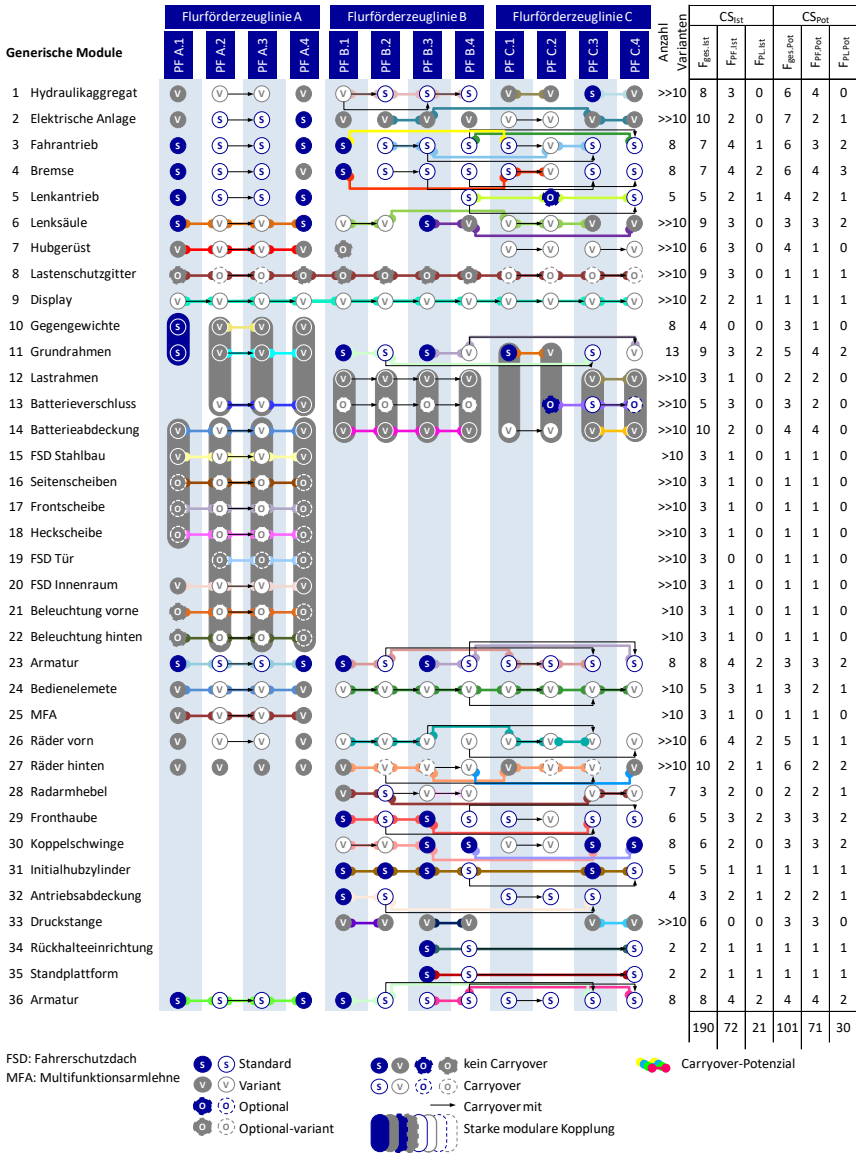 Flurförderzeuglinie A Flurförderzeuglinie B Flurförderzeuglinie C
CS Ist CS Pot
Generische Module PF A.1 PF A.2 PF A.3 PF A.4 PF B.1 PF B.2 PF B.3 PF B.4 PF C.1 PF C.2 PF C.3 PF C.4 Anzahl Varianten F ges.Ist F PF.Ist F PL.Ist F ges.Pot F PF.Pot F PL.Pot
1 Hydraulikaggregat V V V V V S S S V V S V >>10 8 3 0 6 4 0
2 Elektrische Anlage V S S S V V V V V V V V >>10 10 2 0 7 2 1
3 Fahrantrieb S S S S S S S S S V S S 8 7 4 1 6 3 2
4 Bremse S S S V S S S S S V S S 8 7 4 2 6 4 3
5 Lenkantrieb S S S S S O S 5 5 2 1 4 2 1
6 Lenksäule S V V S V V S V V V V V >>10 9 3 0 3 3 2
7 Hubgerüst V V V V O V V V V >>10 6 3 0 4 1 0
8 Lastenschutzgitter O O O O O O O O O O O O >>10 9 3 0 1 1 1
9 Display V V V V V V V V V V V V >>10 2 2 1 1 1 1
10 Gegengewichte S V V V 8 4 0 0 3 1 0
11 Grundrahmen S V V V S S S V S V S V 13 9 3 2 5 4 2
12 Lastrahmen V V V V V V >>10 3 1 0 2 2 0
13 Batterieverschluss V V V O O O O O S O >>10 5 3 0 3 2 0
14 Batterieabdeckung V V V V V V V V V V V V >>10 10 2 0 4 4 0
15 FSD Stahlbau V V V V >10 3 1 0 1 1 0
16 Seitenscheiben O O O O >>10 3 1 0 1 1 0
17 Frontscheibe O O O O >>10 3 1 0 1 1 0
18 Heckscheibe O O O O >>10 3 1 0 1 1 0
19 FSD Tür O O O >>10 3 0 0 1 1 0
20 FSD Innenraum V V V V >>10 3 1 0 1 1 0
21 Beleuchtung vorne O O O O >10 3 1 0 1 1 0
22 Beleuchtung hinten O O O O >10 3 1 0 1 1 0
23 Armatur S S S S S S S S S S S S 8 8 4 2 3 3 2
24 Bedienelemete V V V V V V V V V V V V >10 5 3 1 3 2 1
25 MFA V V V V >10 3 1 0 1 1 0
26 Räder vorn V V V V V V V V V V V V >>10 6 4 2 5 1 1
27 Räder hinten V V V V V V V V V V V V >>10 10 2 1 6 2 2
28 Radarmhebel V S V V V V 7 3 2 0 2 2 1
29 Fronthaube S S S S S V S S 6 5 3 2 3 3 2
30 Koppelschwinge V V S S V V S S 8 6 2 0 3 3 2
31 Initialhubzylinder S S S S S S 5 5 1 1 1 1 1
32 Antriebsabdeckung S S S S S 4 3 2 1 2 2 1
33 Druckstange V V V V V V >>10 6 0 0 3 3 0
34 Rückhalteeinrichtung S S S 2 2 1 1 1 1 1
35 Standplattform S S S 2 2 1 1 1 1 1
36 Armatur S S S S S S S S S S S S 8 8 4 2 4 4 2
190 72 21 101 71 30
FSD: Fahrerschutzdach
MFA: Multifunktionsarmlehne
S S Standard
V V Variant
O O Optional
O O Optional-variant
S V O O kein Carryover
S V O O Carryover
Carryover mit
Starke modulare Kopplung
Carryover-Potenzial